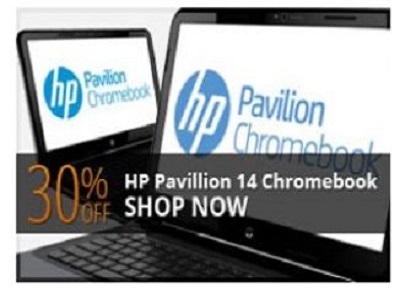 hp Pavilion
Chromebook
hp Pavilion
Chromebook
30% OFF
HP Pavillion 14 Chromebook
SHOP NOW